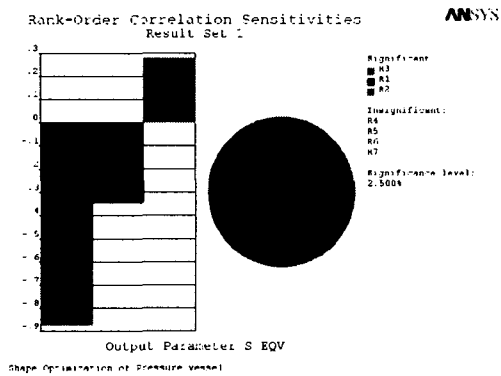 Rank-Order Correlation Sensitivities
Result Set 1
ANSYS
.3
.2
.1
0
-.1
-.2
-.3
-.4
-.5
-.6
-.7
-.8
-.9
Significant:
R3
R1
R2
Insignificant:
R4
R5
R6
R7
Significance level:
2.500%
Output Parameter S EQV
Shape Optimization of Pressure vessel